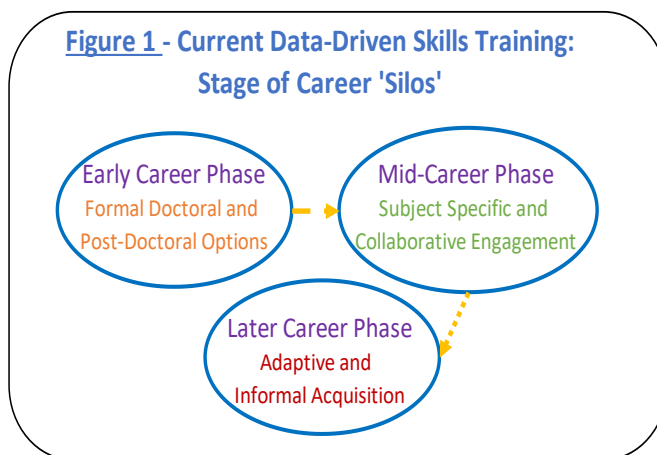 Figure 1 - Current Data-Driven Skills Training:
Stage of Career 'Silos'
Early Career Phase
Formal Doctoral and
Post-Doctoral Options
Mid-Career Phase
Subject Specific and
Collaborative Engagement
Later Career Phase
Adaptive and
Informal Acquisition